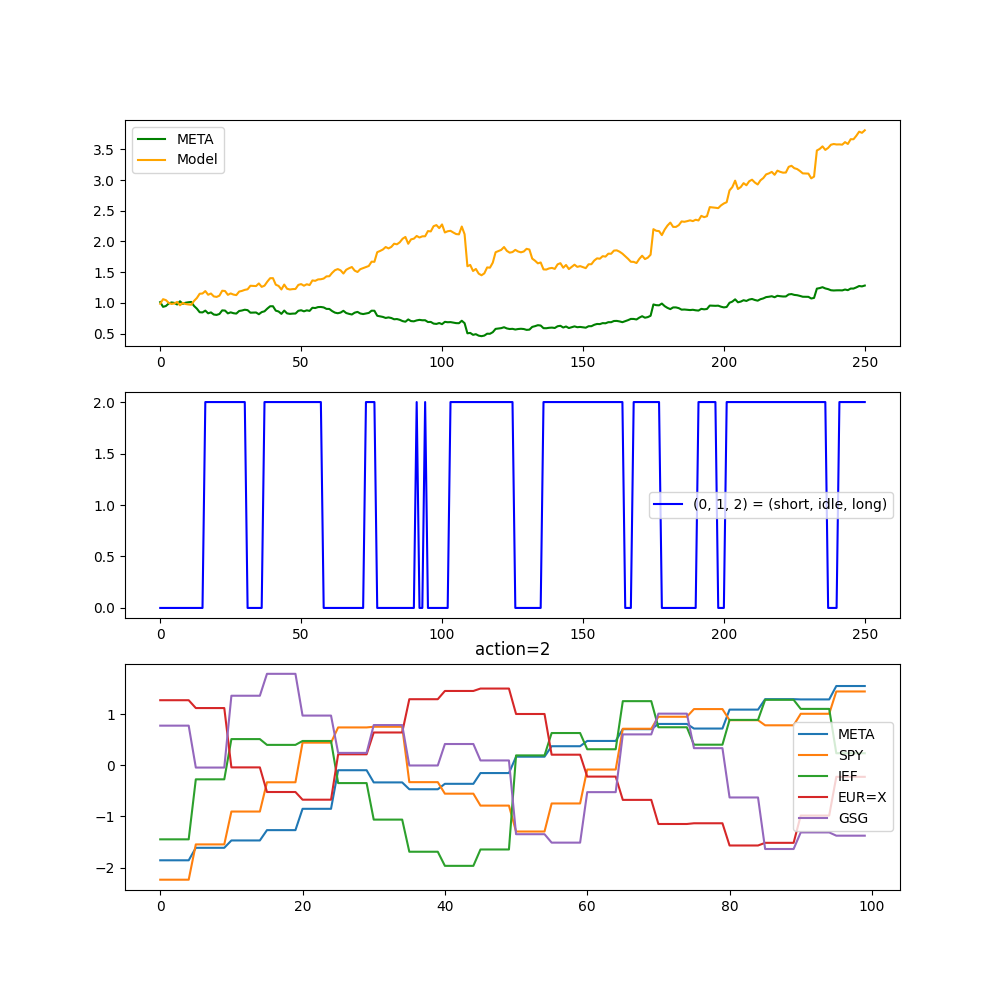 META
Model
3.5
3.0
2.5
2.0
1.5
1.0
0.5
0 50 100 150 200 250
2.0
1.5
1.0
0.5
0.0
(0, 1, 2) = (short, idle, long)
0 50 100 150 200 250
action=2
1
0
−1
−2
META
SPY
IEF
EUR=X
GSG
0 20 40 60 80 100